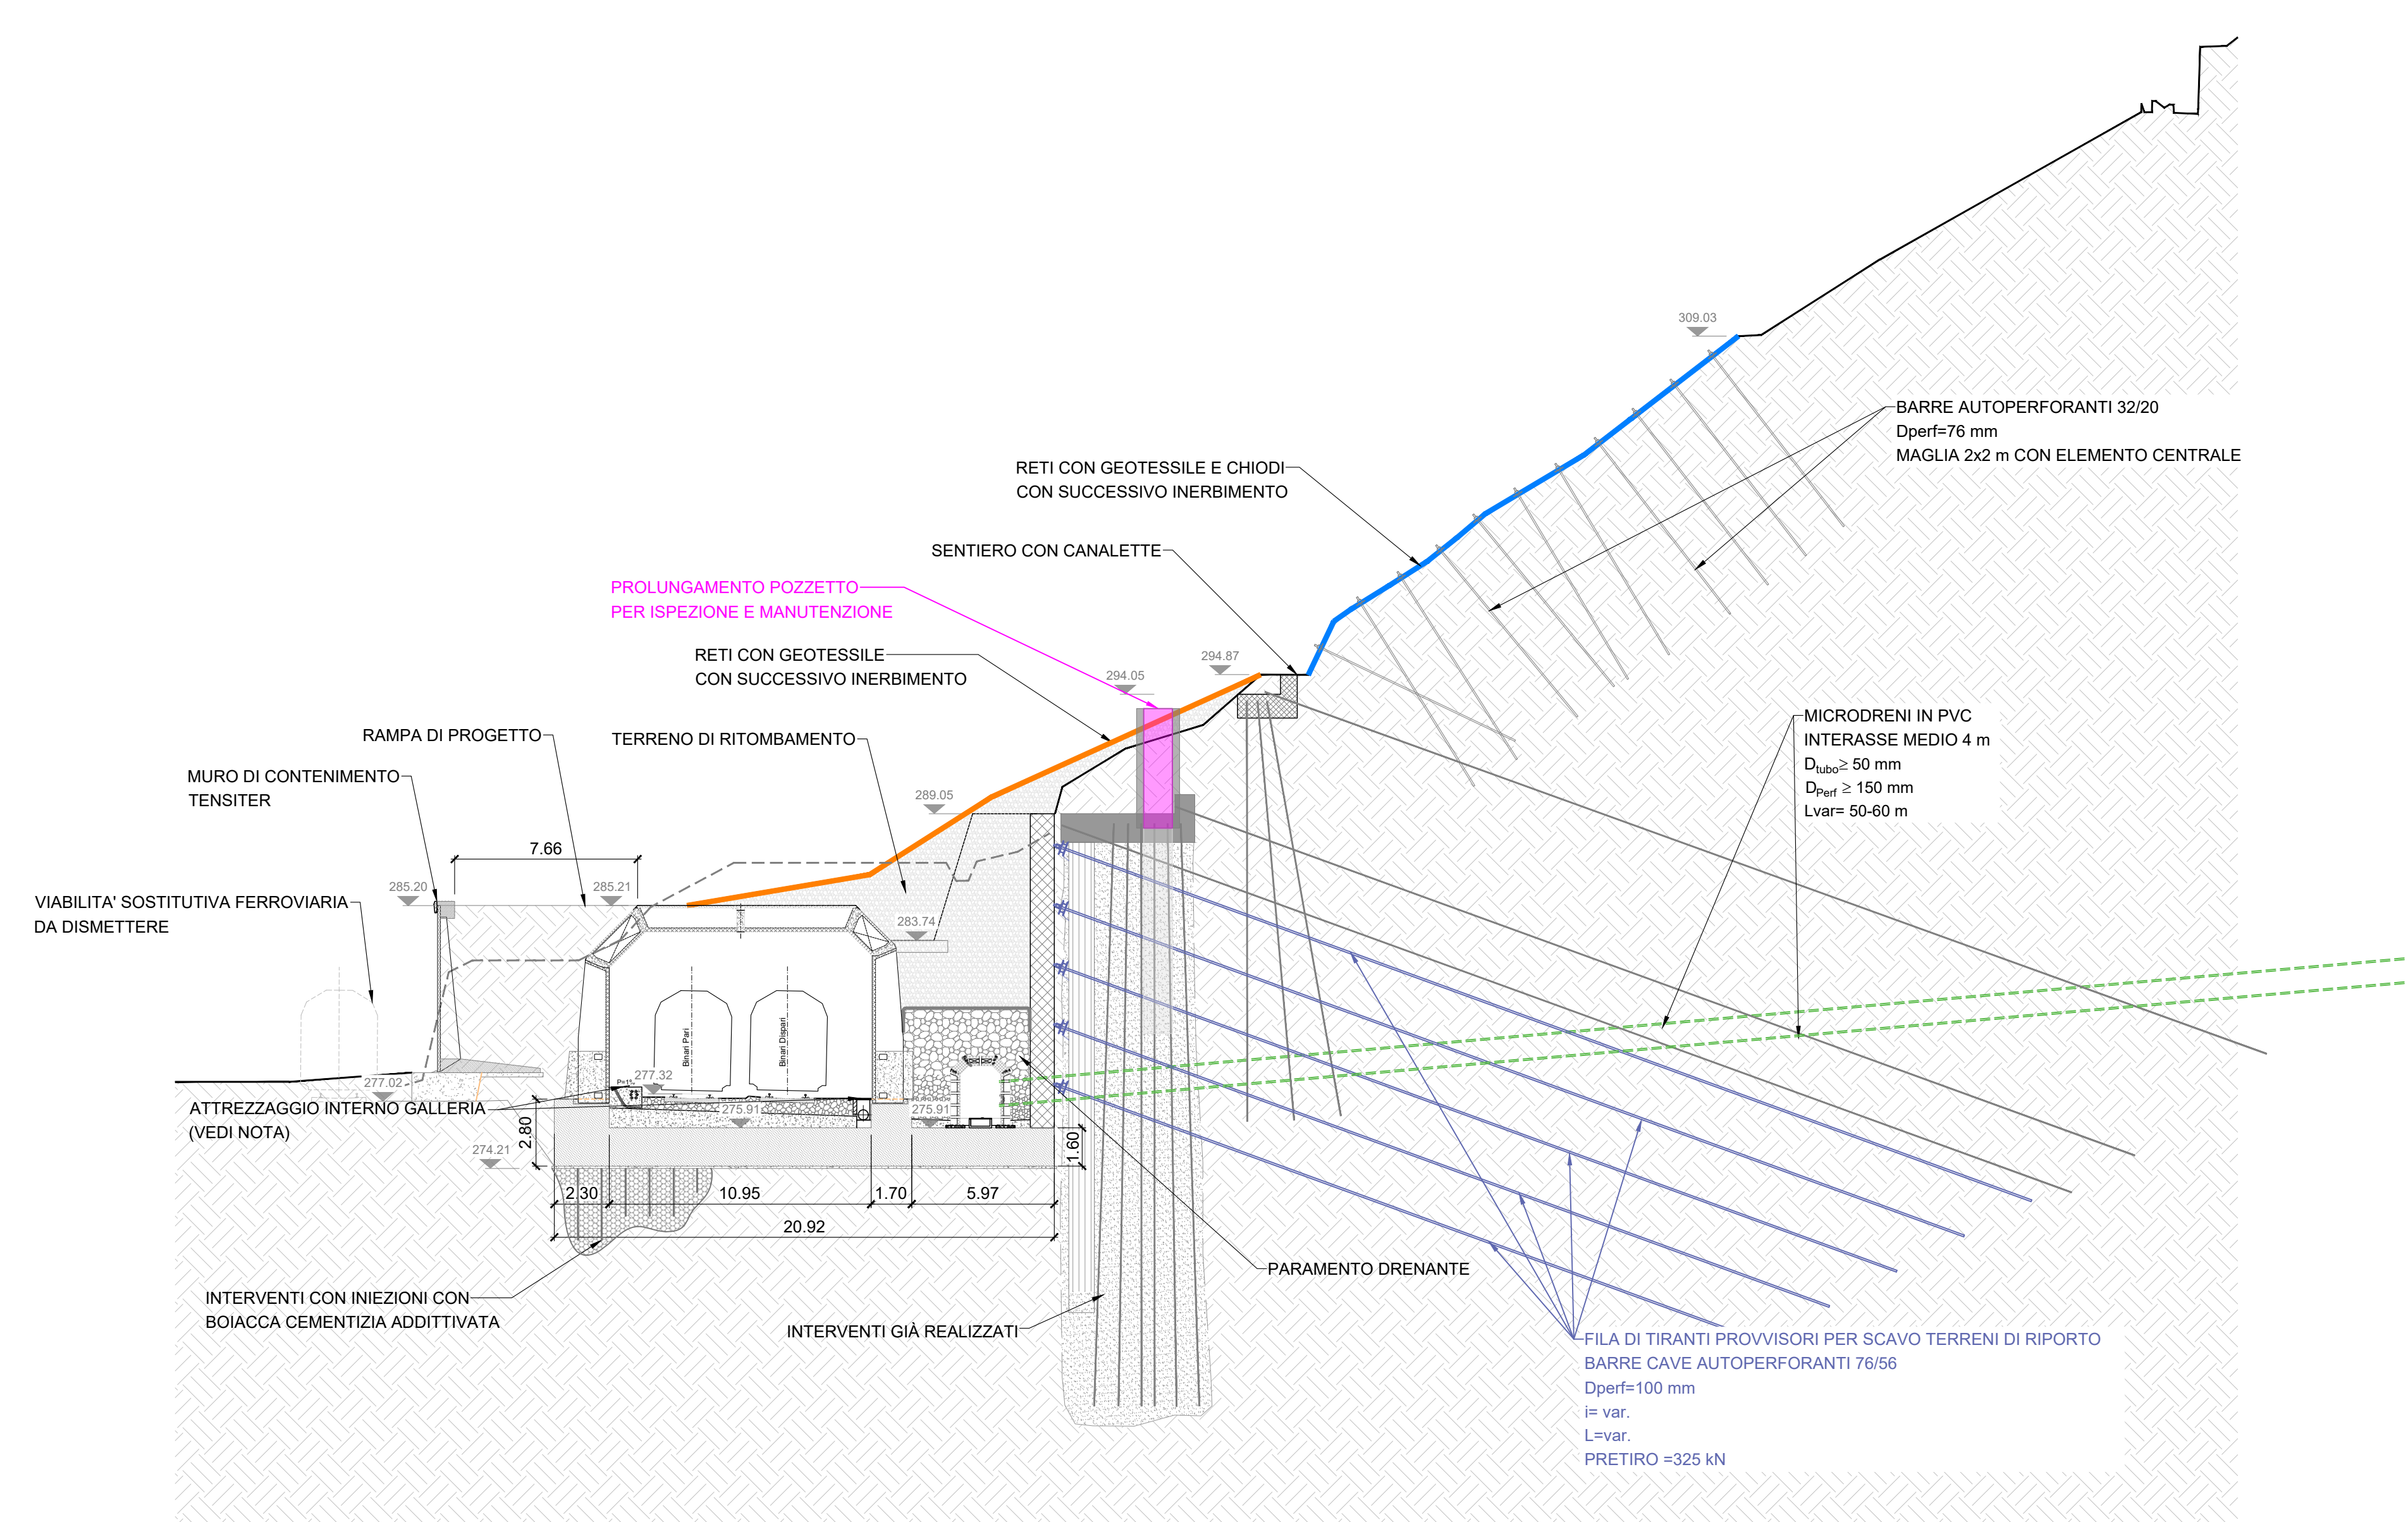 309.03
BARRE AUTOPERFORANTI 32/20
Dperf=76 mm
MAGLIA 2x2 m CON ELEMENTO CENTRALE
RETI CON GEOTESSILE E CHIODI
CON SUCCESSIVO INERBIMENTO
SENTIERO CON CANALETTE
PROLUNGAMENTO POZZETTO
PER ISPEZIONE E MANUTENZIONE
RETI CON GEOTESSILE
CON SUCCESSIVO INERBIMENTO
294.87
294.05
RAMPA DI PROGETTO
TERRENO DI RITOMBAMENTO
MICRODRENI IN PVC
INTERASSE MEDIO 4 m
Dtubo≥ 50 mm
DPerf ≥ 150 mm
Lvar= 50-60 m
MURO DI CONTENIMENTO
TENSITER
289.05
7.66
285.20
285.21
VIABILITA' SOSTITUTIVA FERROVIARIA
DA DISMETTERE
283.74
Binari Pari
Binari Dispari
277.02
P=1%
277.32
ATTREZZAGGIO INTERNO GALLERIA
(VEDI NOTA)
275.91
275.91
2.80
1.60
274.21
2.30
10.95
1.70
5.97
20.92
PARAMENTO DRENANTE
INTERVENTI CON INIEZIONI CON
BOIACCA CEMENTIZIA ADDITTIVATA
INTERVENTI GIÀ REALIZZATI
FILA DI TIRANTI PROVVISORI PER SCAVO TERRENI DI RIPORTO
BARRE CAVE AUTOPERFORANTI 76/56
Dperf=100 mm
i= var.
L=var.
PRETIRO =325 kN